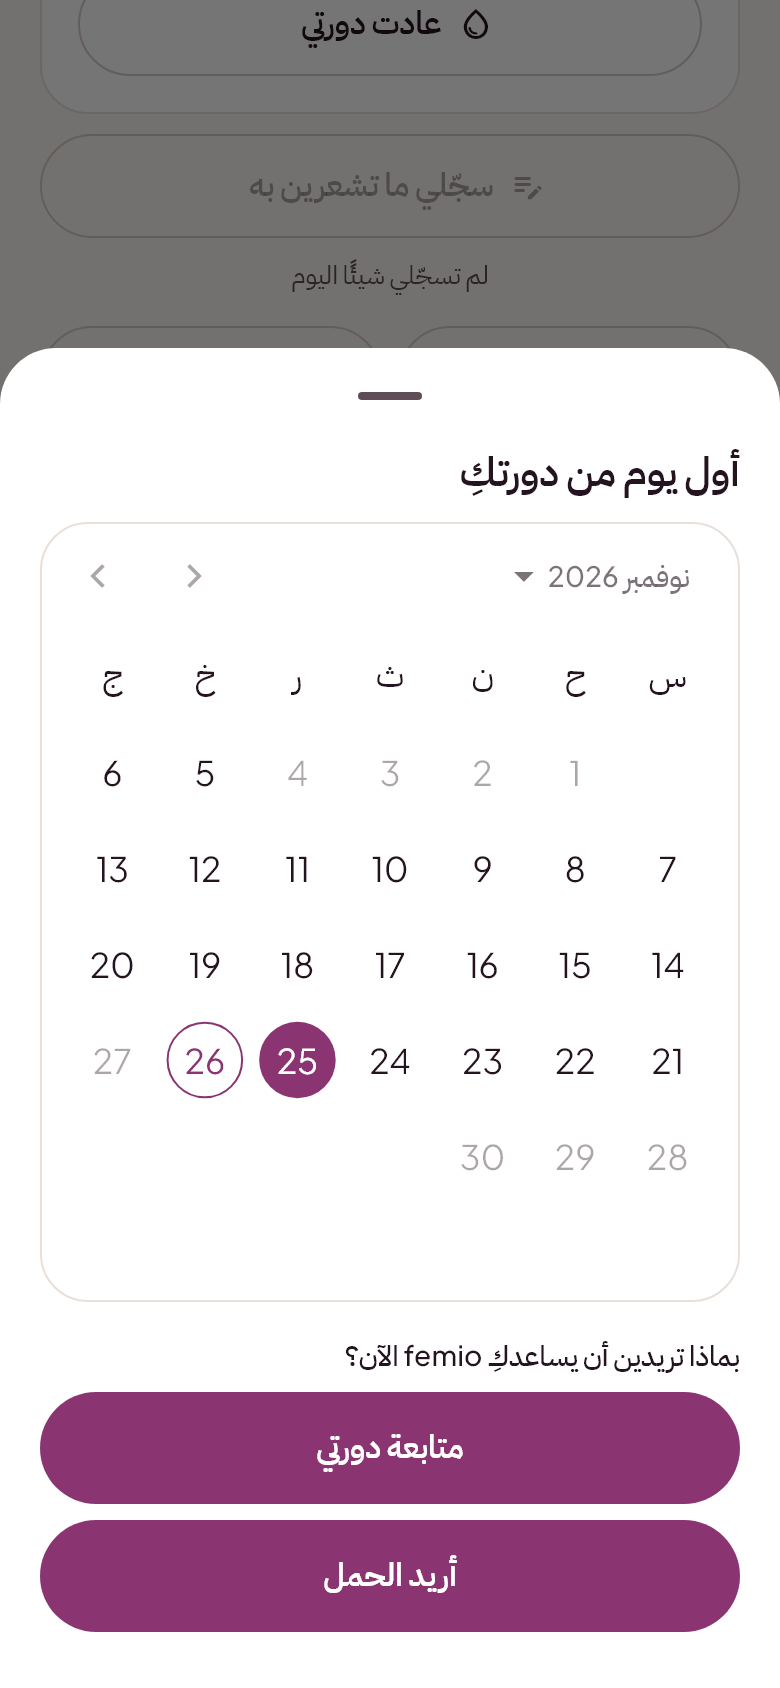 عادت دورتي
سجّلي ما تشعرين به
لم تسجّلي شيئًا اليوم
أول يوم من دورتكِ
نوفمبر 2026
س ح ن ث ر خ ج
1 2 3 4 5 6
7 8 9 10 11 12 13
14 15 16 17 18 19 20
21 22 23 24 25 26 27
28 29 30
بماذا تريدين أن يساعدكِ femio الآن؟
متابعة دورتي
أريد الحمل